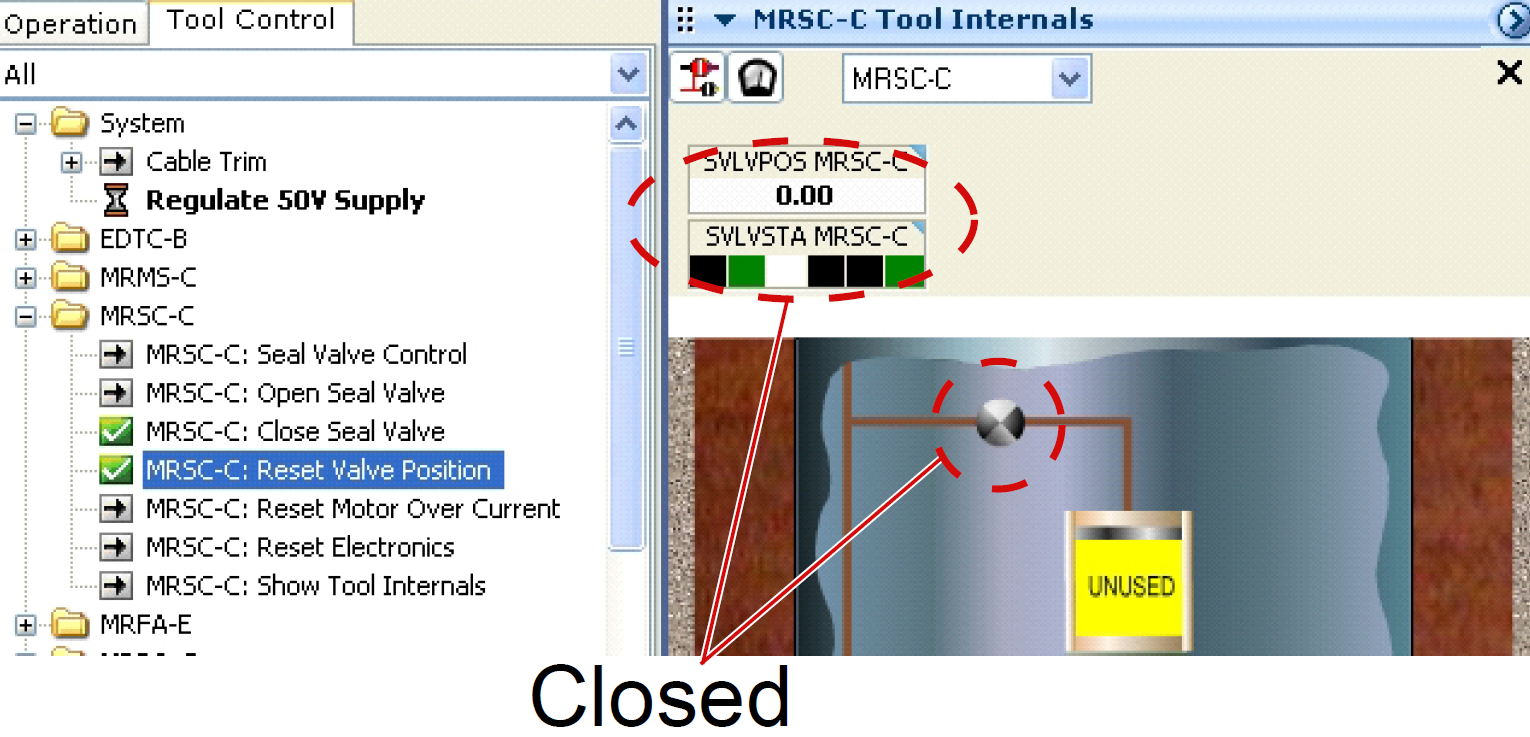 Operation
Tool Control
All
System
Cable Trim
Regulate 50V Supply
EDTC-B
MRMS-C
MRSC-C
MRSC-C: Seal Valve Control
MRSC-C: Open Seal Valve
MRSC-C: Close Seal Valve
MRSC-C: Reset Valve Position
MRSC-C: Reset Motor Over Current
MRSC-C: Reset Electronics
MRSC-C: Show Tool Internals
MRFA-E
MRSC-C Tool Internals
MRSC-C
SVLVPOS MRSC-C
0.00
SVLVSTA MRSC-C
UNUSED
Closed